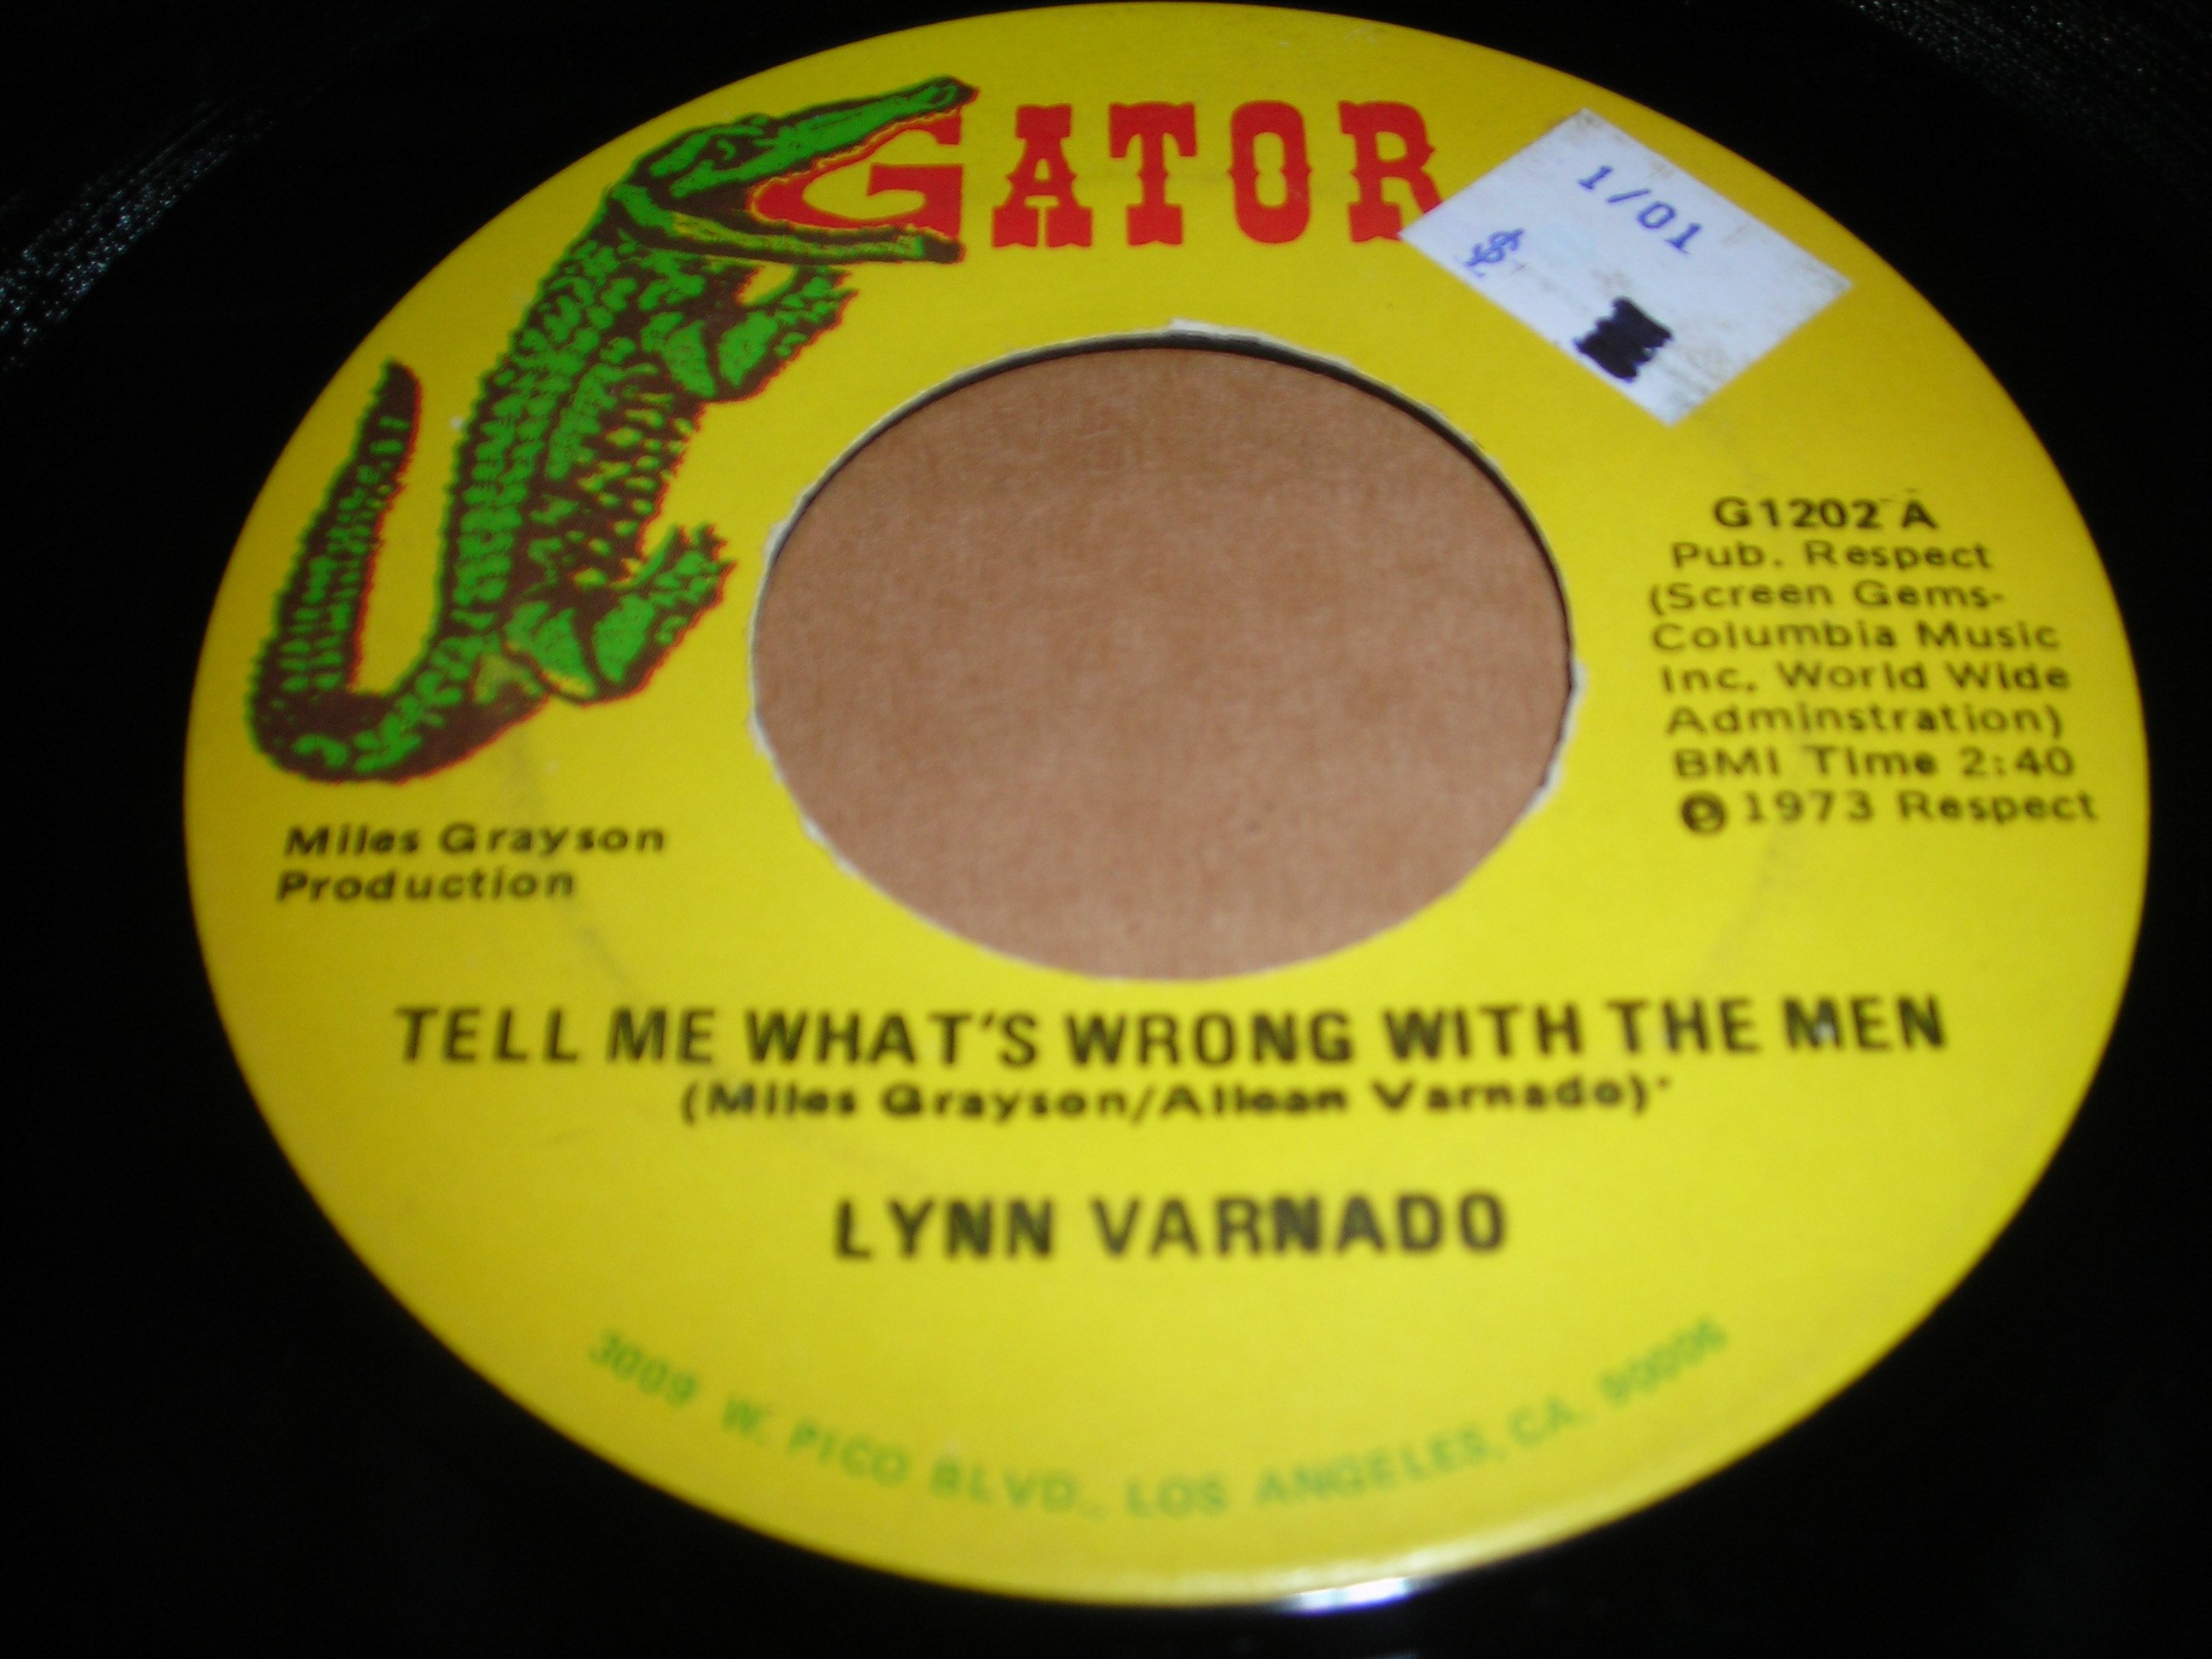 GATOR
1/01
$
G1202 A
Pub. Respect
(Screen Gems-
Columbia Music
Inc, World Wide
Adminstration)
BMI Time 2:40
℗ 1973 Respect
Miles Grayson
Production
TELL ME WHAT'S WRONG WITH THE MEN
(Miles Grayson/Ailean Varnado)
LYNN VARNADO
3009 W. PICO BLVD., LOS ANGELES, CA. 90006